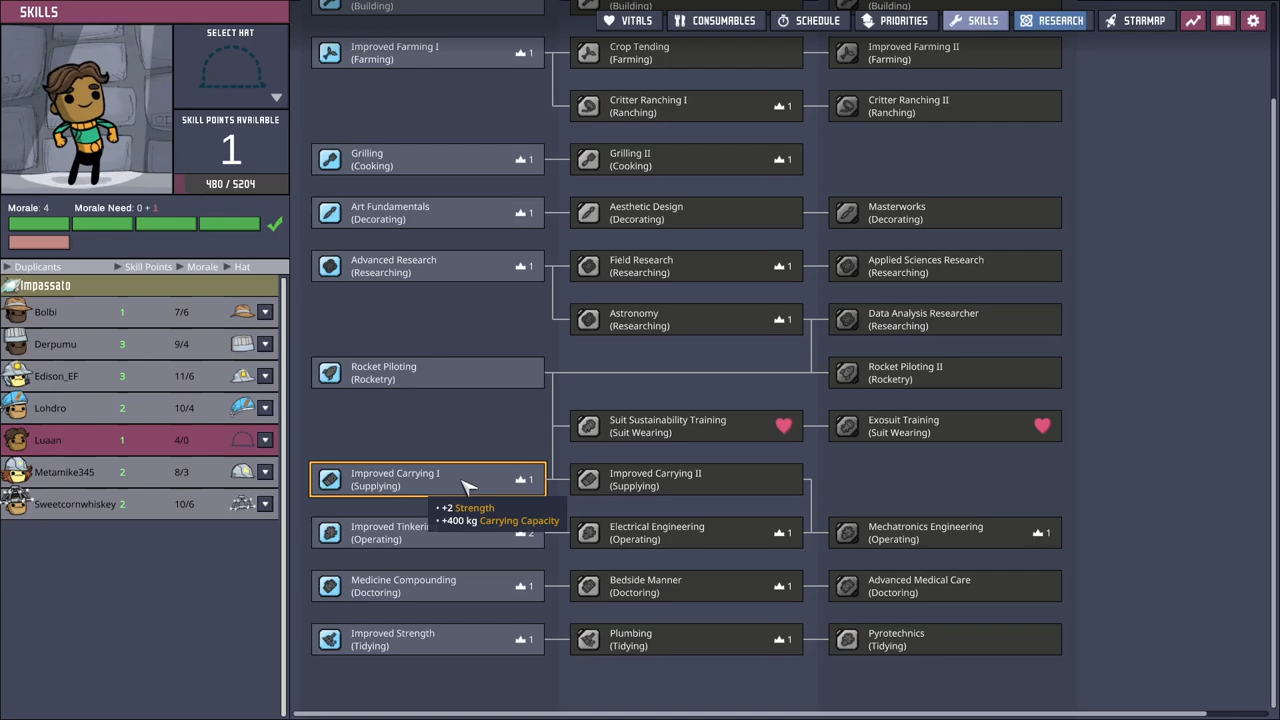 SKILLS
VITALS
CONSUMABLES
SCHEDULE
PRIORITIES
SKILLS
RESEARCH
STARMAP
SELECT HAT
SKILL POINTS AVAILABLE
1
480 / 5204
Morale: 4
Morale Need: 0 + 1
Duplicants
Skill Points
Morale
Hat
Impassato
Bolbi 1 7/6
Derpumu 3 9/4
Edison_EF 3 11/6
Lohdro 2 10/4
Luaan 1 4/0
Metamike345 2 8/3
Sweetcornwhiskey 2 10/6
(Building)
(Building)
Improved Farming I
(Farming)
1
Crop Tending
(Farming)
Improved Farming II
(Farming)
Critter Ranching I
(Ranching)
1
Critter Ranching II
(Ranching)
Grilling
(Cooking)
1
Grilling II
(Cooking)
1
Art Fundamentals
(Decorating)
1
Aesthetic Design
(Decorating)
Masterworks
(Decorating)
Advanced Research
(Researching)
1
Field Research
(Researching)
1
Applied Sciences Research
(Researching)
Astronomy
(Researching)
1
Data Analysis Researcher
(Researching)
Rocket Piloting
(Rocketry)
Rocket Piloting II
(Rocketry)
Suit Sustainability Training
(Suit Wearing)
Exosuit Training
(Suit Wearing)
Improved Carrying I
(Supplying)
1
Improved Carrying II
(Supplying)
• +2 Strength
• +400 kg Carrying Capacity
Improved Tinkeri
(Operating)
2
Electrical Engineering
(Operating)
1
Mechatronics Engineering
(Operating)
1
Medicine Compounding
(Doctoring)
1
Bedside Manner
(Doctoring)
1
Advanced Medical Care
(Doctoring)
Improved Strength
(Tidying)
1
Plumbing
(Tidying)
1
Pyrotechnics
(Tidying)